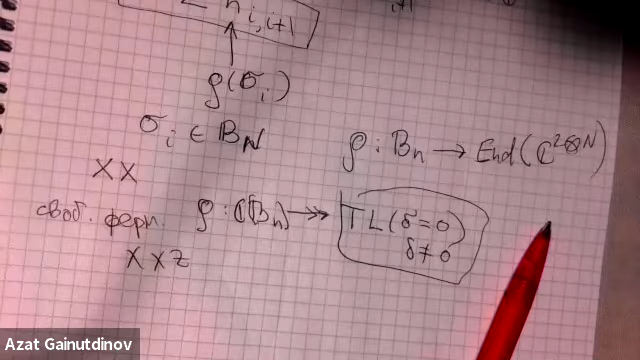 Σ h_{i,i+1}
ρ(σ_i)
σ_i ∈ B_N
ρ : B_n → End(ℂ^{2⊗N})
XX
своб. ферм. ρ : ℂ(B_n) ↠ TL(δ=0)
δ≠0
XXZ
Azat Gainutdinov